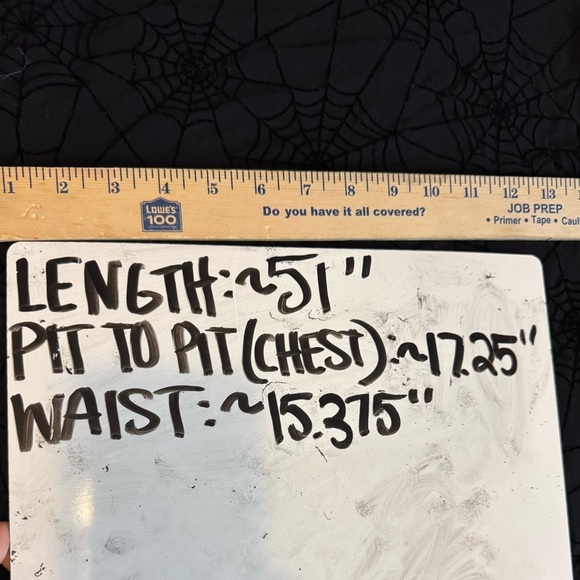 1 2 3 4 5 6 7 8 9 10 11 12 13
LOWE'S
100
Do you have it all covered?
JOB PREP
• Primer • Tape •
LENGTH: ~51"
PIT TO PIT (CHEST): ~17.25"
WAIST: ~15.375"